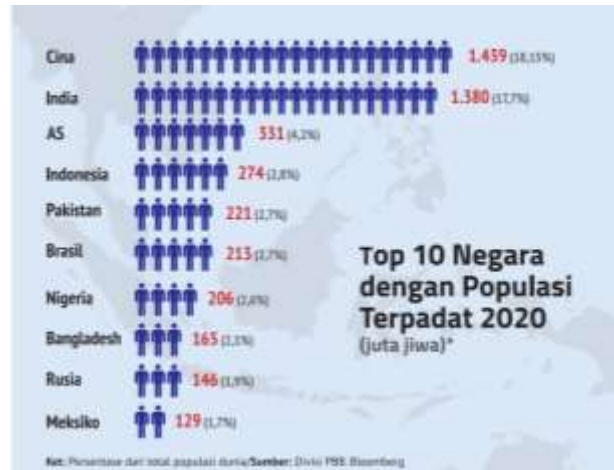 Cina 1.439 (18,15%)
India 1.380 (17,7%)
AS 331 (4,2%)
Indonesia 274 (2,8%)
Pakistan 221 (2,7%)
Brasil 213 (2,7%)
Nigeria 206 (2,6%)
Bangladesh 165 (2,1%)
Rusia 146 (1,9%)
Meksiko 129 (1,7%)
Top 10 Negara
dengan Populasi
Terpadat 2020
(juta jiwa)*
Ket: Persentase dari total populasi dunia/Sumber: Divisi PBB Bloomberg